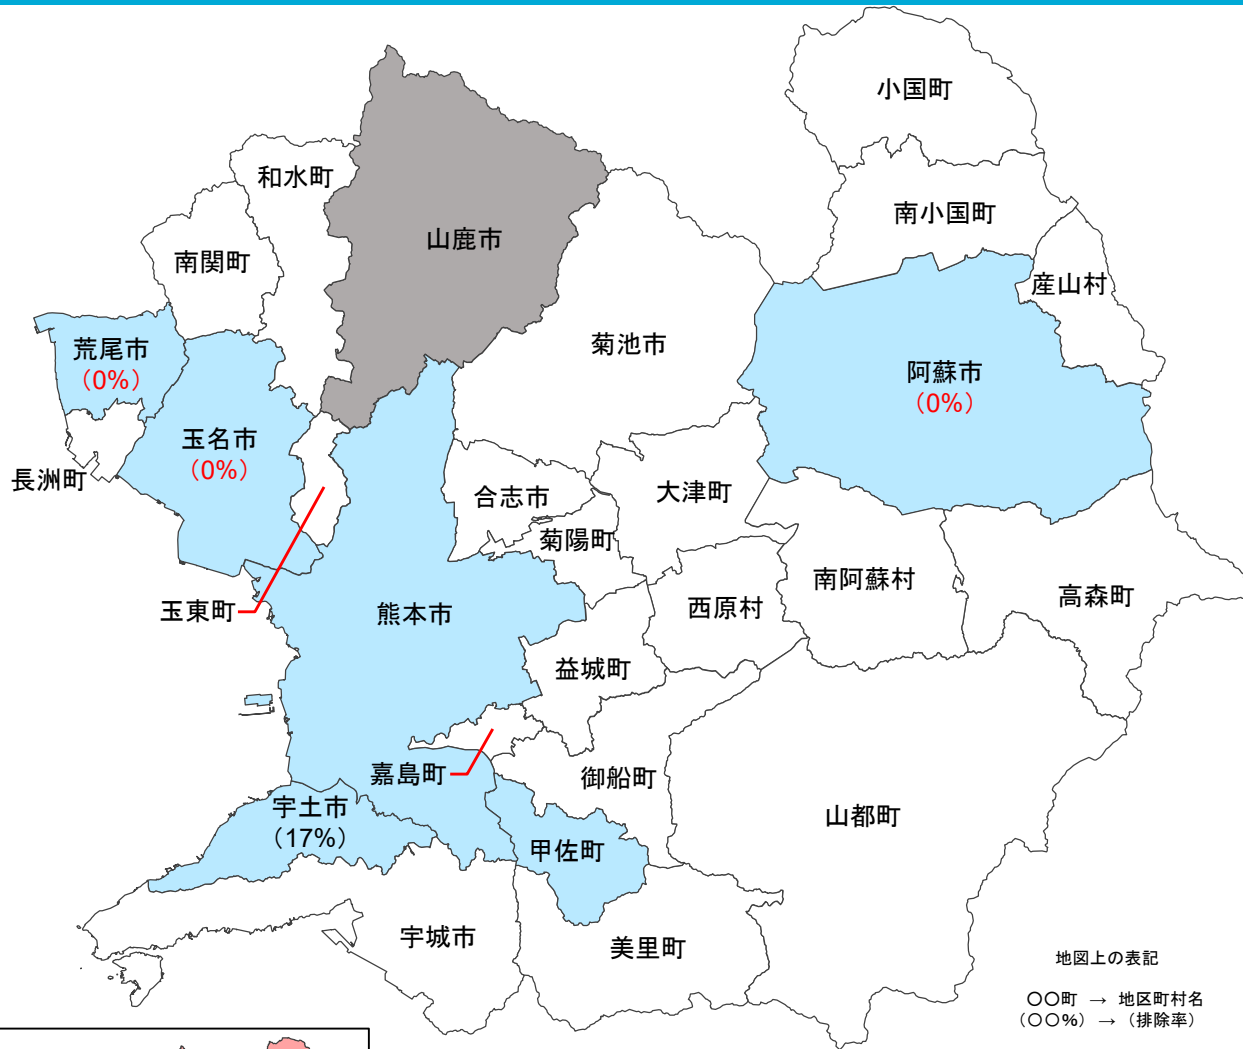 小国町
和水町
南小国町
山鹿市
南関町
産山村
荒尾市
(0%)
菊池市
阿蘇市
(0%)
玉名市
(0%)
長洲町
合志市
大津町
菊陽町
南阿蘇村
高森町
玉東町
熊本市
西原村
益城町
嘉島町
御船町
宇土市
(17%)
山都町
甲佐町
宇城市
美里町
地図上の表記
〇〇町 → 地区町村名
(〇〇%) → (排除率)